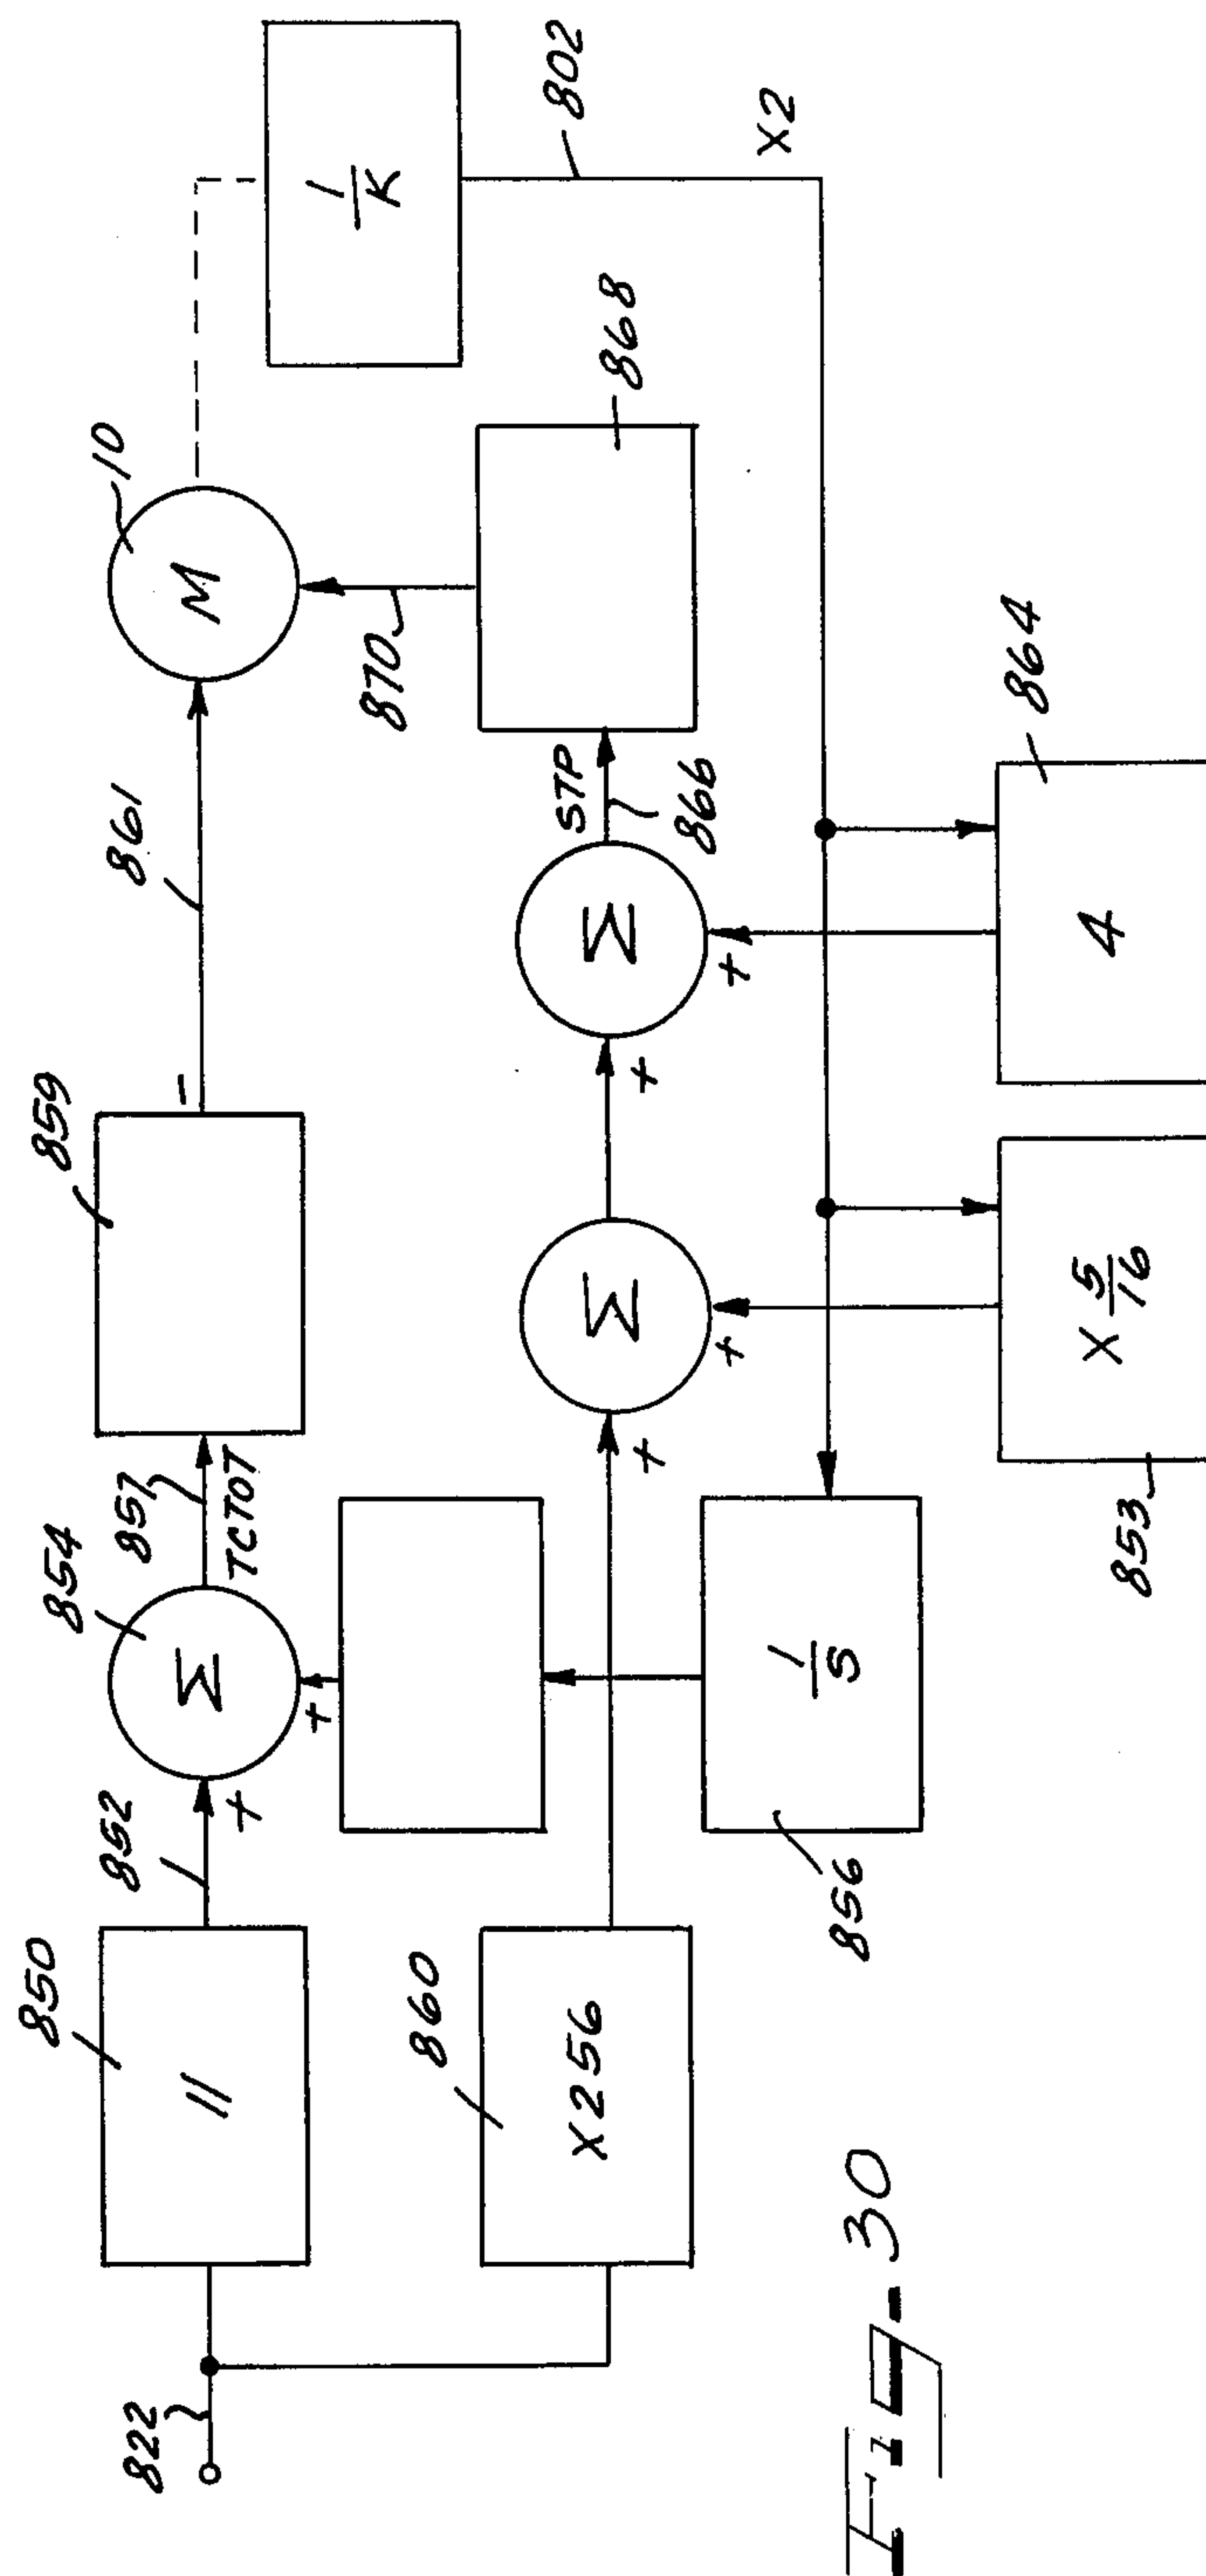 822
850
11
852
+
854
Σ
+
857
TCTOT
859
-
861
10
M
1/K
802
X2
860
X256
+
Σ
+
+
Σ
+
STP
866
868
870
856
1/S
853
X 5/16
4
864
Fig-30